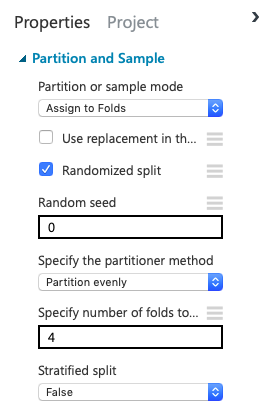 Properties Project
Partition and Sample
Partition or sample mode
Assign to Folds
Use replacement in th...
Randomized split
Random seed
0
Specify the partitioner method
Partition evenly
Specify number of folds to...
4
Stratified split
False